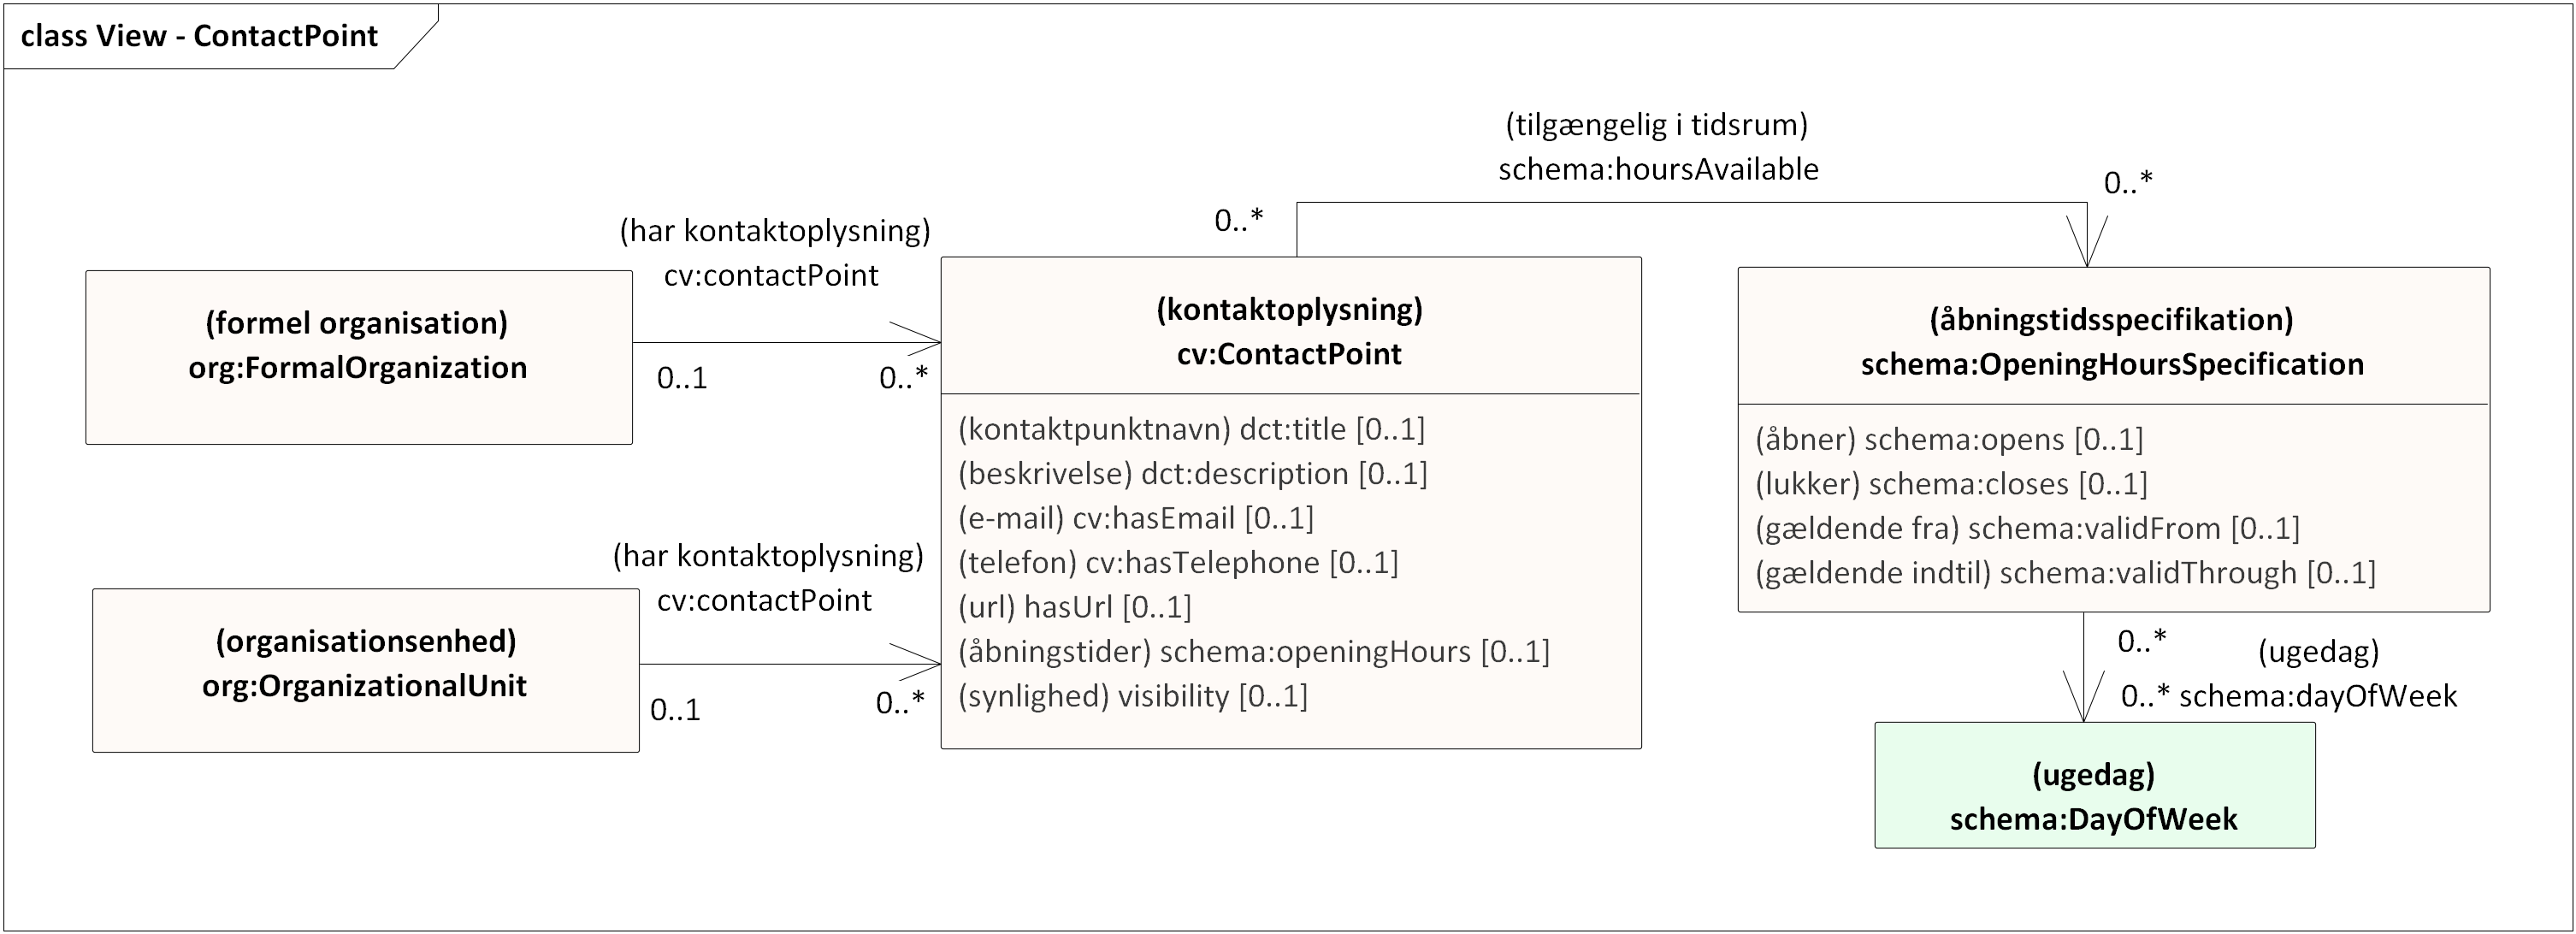 class View - ContactPoint
(tilgængelig i tidsrum)
schema:hoursAvailable
0..*
0..*
(har kontaktoplysning)
cv:contactPoint
0..1
0..*
(formel organisation)
org:FormalOrganization
(har kontaktoplysning)
cv:contactPoint
0..1
0..*
(organisationsenhed)
org:OrganizationalUnit
(kontaktoplysning)
cv:ContactPoint
(kontaktpunktnavn) dct:title [0..1]
(beskrivelse) dct:description [0..1]
(e-mail) cv:hasEmail [0..1]
(telefon) cv:hasTelephone [0..1]
(url) hasUrl [0..1]
(åbningstider) schema:openingHours [0..1]
(synlighed) visibility [0..1]
(åbningstidsspecifikation)
schema:OpeningHoursSpecification
(åbner) schema:opens [0..1]
(lukker) schema:closes [0..1]
(gældende fra) schema:validFrom [0..1]
(gældende indtil) schema:validThrough [0..1]
0..*
(ugedag)
0..* schema:dayOfWeek
(ugedag)
schema:DayOfWeek